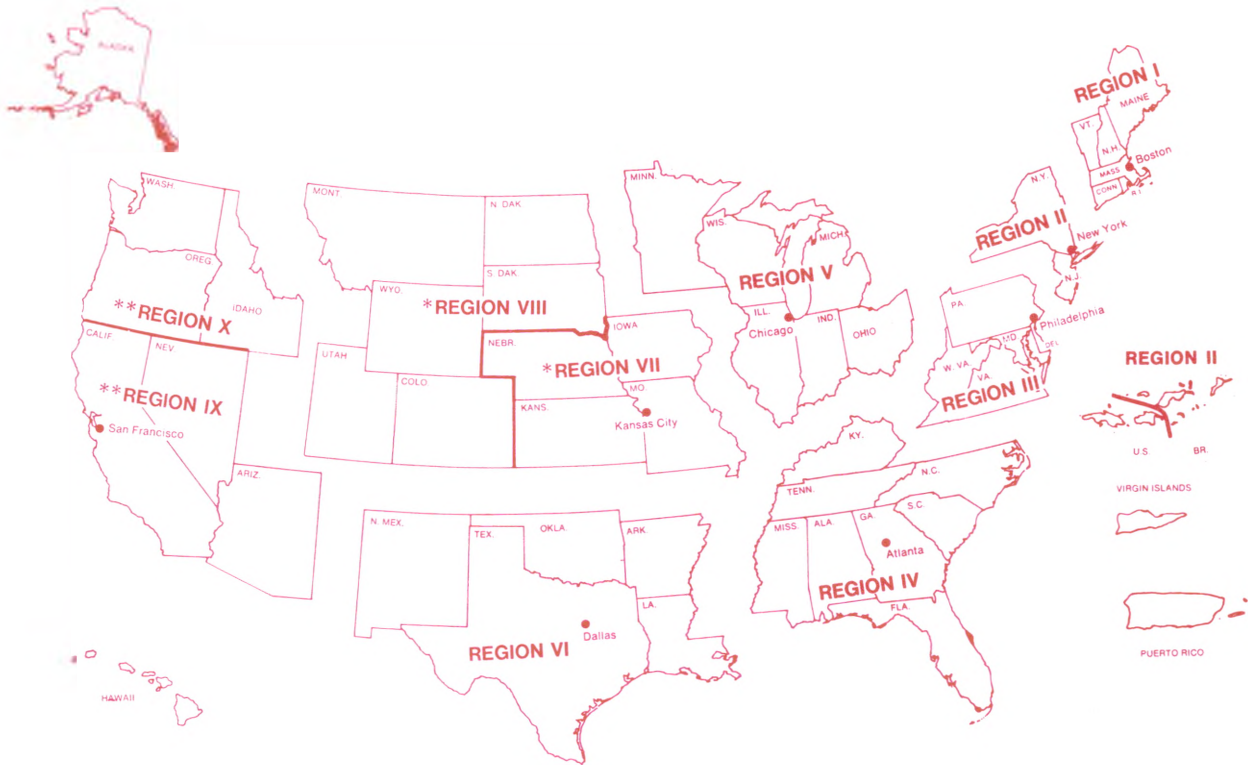 ALASKA
REGION I
MAINE
VT.
N.H.
Boston
MASS
CONN
R.I.
WASH.
MONT
N. DAK
MINN.
N.Y.
REGION II
New York
N.J.
OREG.
IDAHO
**REGION X
S. DAK
WYO.
*REGION VIII
WIS.
MICH
REGION V
PA.
Philadelphia
MD.
DEL
W. VA.
VA.
REGION III
CALIF
NEV.
**REGION IX
San Francisco
UTAH
COLO.
NEBR.
IOWA
*REGION VII
KANS.
MO.
Kansas City
ILL.
Chicago
IND.
OHIO
REGION II
U.S
BR.
VIRGIN ISLANDS
ARIZ.
N. MEX.
TEX.
OKLA.
ARK.
LA.
Dallas
REGION VI
KY.
TENN.
N.C.
S.C.
MISS.
ALA.
GA.
Atlanta
REGION IV
FLA.
PUERTO RICO
HAWAII